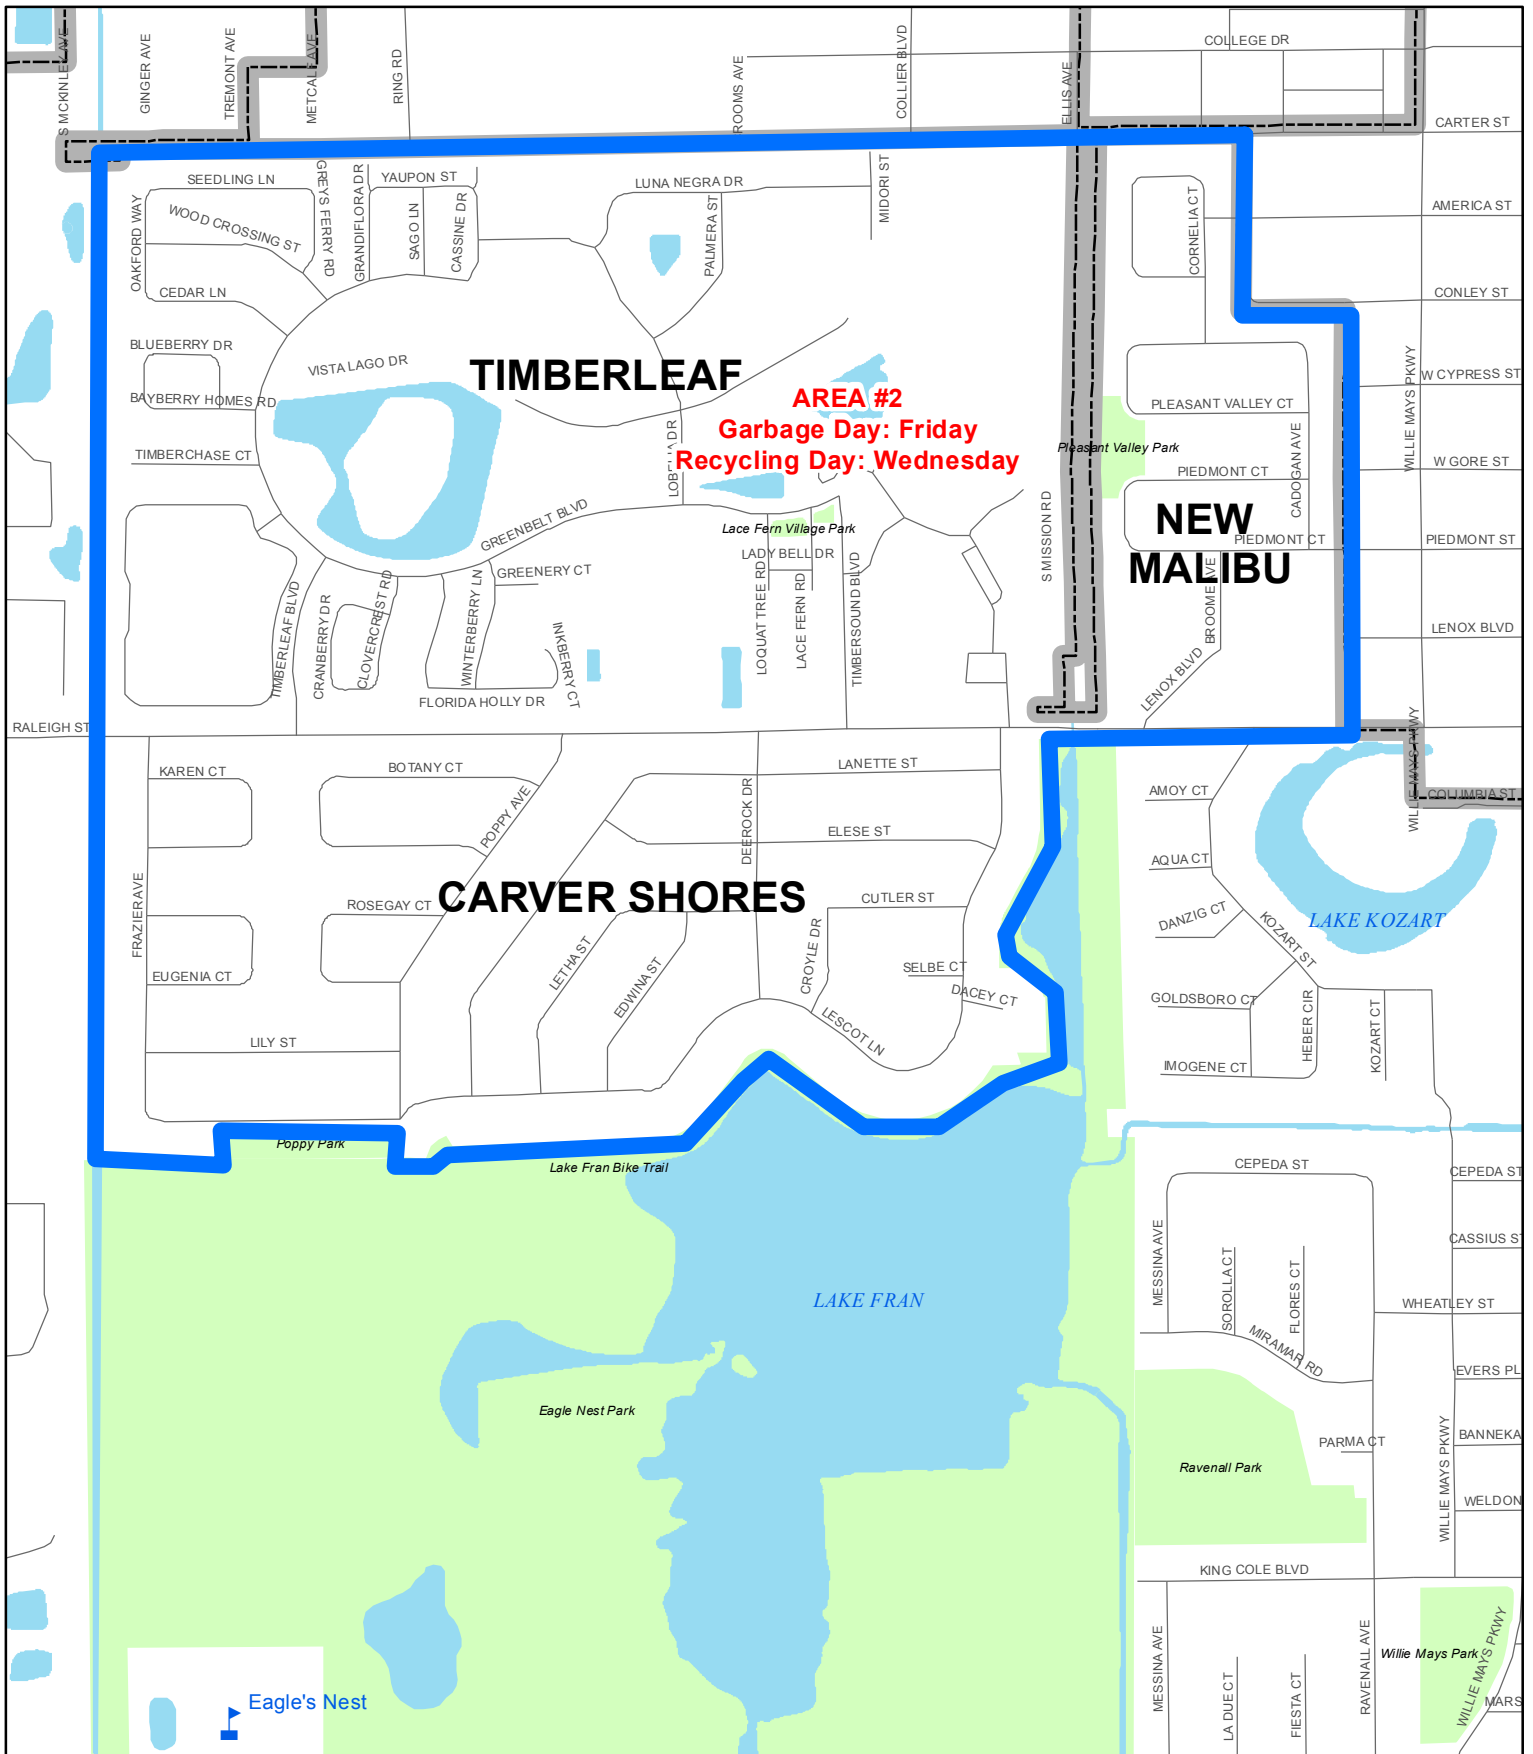 S MCKINLEY AVE
GINGER AVE
TREMONT AVE
METCALF AVE
RING RD
ROOMS AVE
COLLIER BLVD
ELLIS AVE
COLLEGE DR
CARTER ST
SEEDLING LN
GREYS FERRY RD
GRANDIFLORA DR
YAUPON ST
LUNA NEGRA DR
MIDORI ST
CORNELIA CT
AMERICA ST
OAKFORD WAY
WOOD CROSSING ST
SAGO LN
CASSINE DR
PALMERA ST
CEDAR LN
CONLEY ST
BLUEBERRY DR
VISTA LAGO DR
TIMBERLEAF
WILLIE MAYS PKWY
W CYPRESS ST
BAYBERRY HOMES RD
AREA #2
Garbage Day: Friday
Recycling Day: Wednesday
PLEASANT VALLEY CT
Pleasant Valley Park
CADOGAN AVE
TIMBERCHASE CT
LOBELIA DR
PIEDMONT CT
W GORE ST
GREENBELT BLVD
Lace Fern Village Park
S MISSION RD
NEW
MALIBU
PIEDMONT CT
PIEDMONT ST
LADY BELL DR
GREENERY CT
TIMBERLEAF BLVD
CRANBERRY DR
CLOVERCREST RD
WINTERBERRY LN
INKBERRY CT
LOQUAT TREE RD
LACE FERN RD
TIMBERSOUND BLVD
BROOME AVE
LENOX BLVD
LENOX BLVD
FLORIDA HOLLY DR
RALEIGH ST
WILLIE MAYS PKWY
KAREN CT
BOTANY CT
LANETTE ST
AMOY CT
COLUMBIA ST
POPPY AVE
DEEROCK DR
ELESE ST
AQUA CT
FRAZIER AVE
ROSEGAY CT
CARVER SHORES
CUTLER ST
DANZIG CT
KOZART ST
LAKE KOZART
LETHA ST
EDWINA ST
CROYLE DR
SELBE CT
EUGENIA CT
DACEY CT
LESCOT LN
GOLDSBORO CT
HEBER CIR
KOZART CT
LILY ST
IMOGENE CT
Poppy Park
Lake Fran Bike Trail
CEPEDA ST
CEPEDA ST
MESSINA AVE
SOROLLA CT
FLORES CT
CASSIUS ST
LAKE FRAN
WHEATLEY ST
MIRAMAR RD
EVERS PL
Eagle Nest Park
PARMA CT
WILLIE MAYS PKWY
BANNEKA
Ravenall Park
WELDON
KING COLE BLVD
MESSINA AVE
LA DUE CT
FIESTA CT
RAVENALL AVE
Willie Mays Park
WILLIE MAYS PKWY
MARS
Eagle's Nest